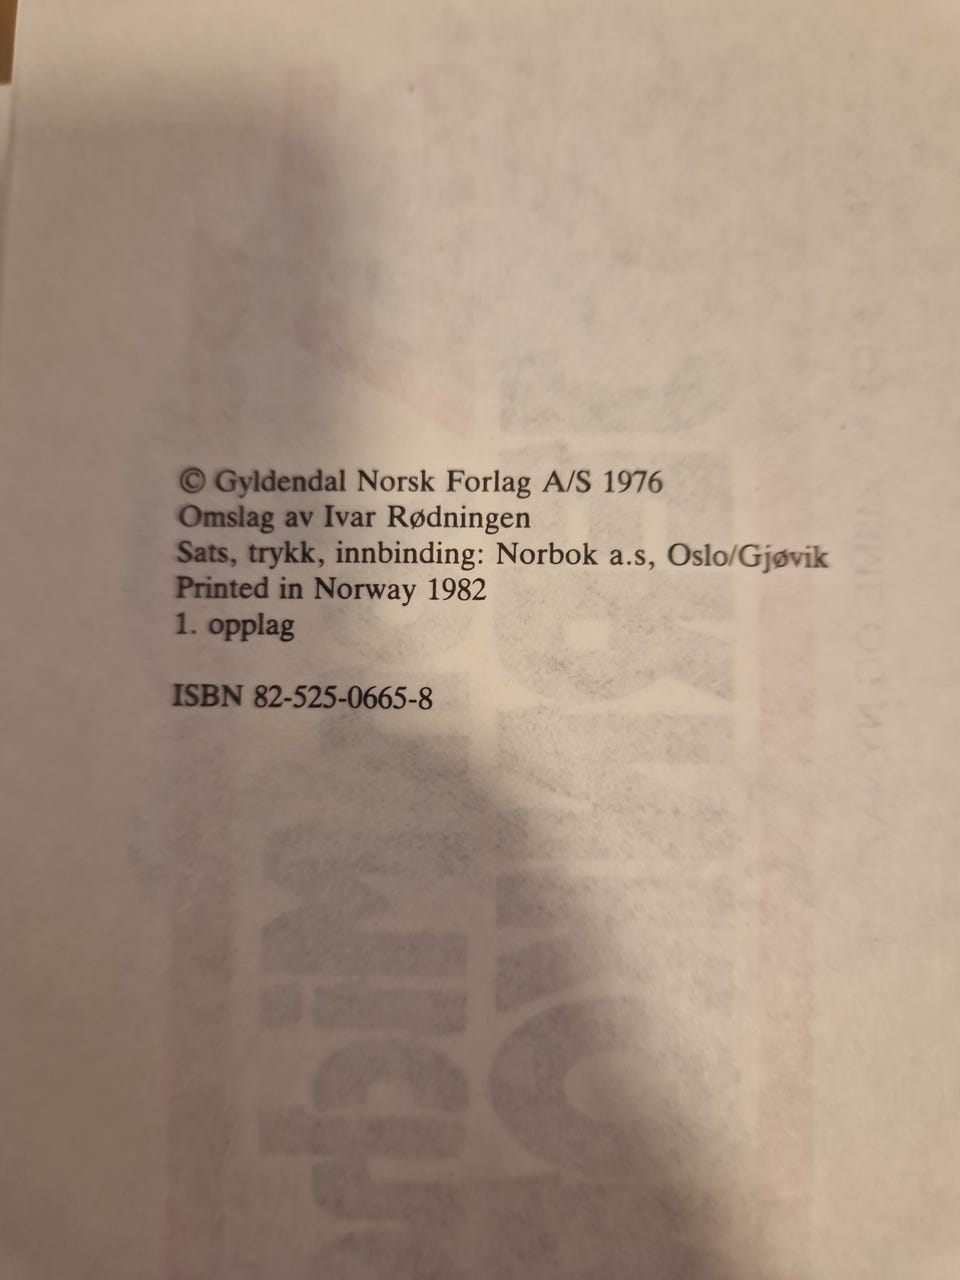 © Gyldendal Norsk Forlag A/S 1976
Omslag av Ivar Rødningen
Sats, trykk, innbinding: Norbok a.s, Oslo/Gjøvik
Printed in Norway 1982
1. opplag
ISBN 82-525-0665-8